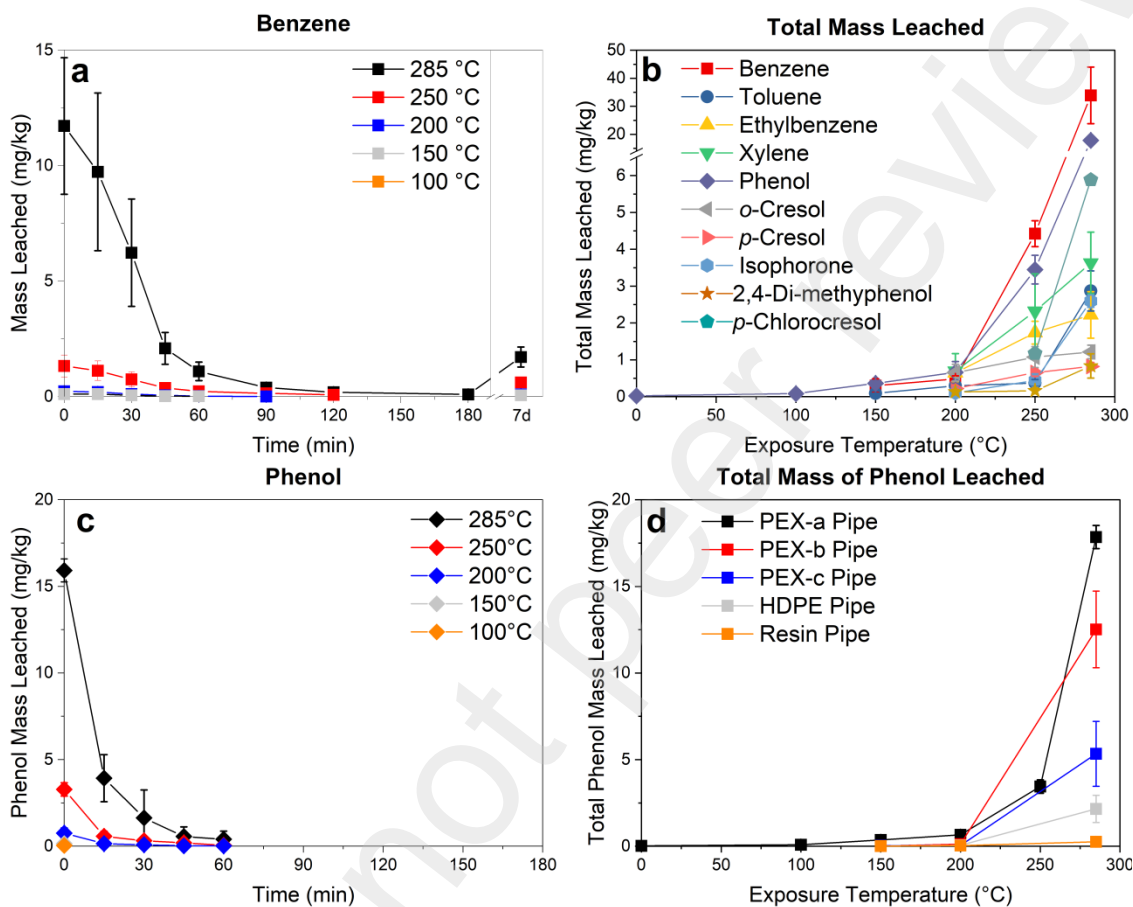 Benzene
a
285 °C
250 °C
200 °C
150 °C
100 °C
Mass Leached (mg/kg)
15
10
5
0
0 30 60 90 120 150 180 7d
Time (min)
Total Mass Leached
b
Benzene
Toluene
Ethylbenzene
Xylene
Phenol
o-Cresol
p-Cresol
Isophorone
2,4-Di-methyphenol
p-Chlorocresol
Total Mass Leached (mg/kg)
50
40
30
20
6
5
4
3
2
1
0
0 50 100 150 200 250 300
Exposure Temperature (°C)
Phenol
c
285°C
250°C
200°C
150°C
100°C
Phenol Mass Leached (mg/kg)
20
15
10
5
0
0 30 60 90 120 150 180
Time (min)
Total Mass of Phenol Leached
d
PEX-a Pipe
PEX-b Pipe
PEX-c Pipe
HDPE Pipe
Resin Pipe
Total Phenol Mass Leached (mg/kg)
20
15
10
5
0
0 50 100 150 200 250 300
Exposure Temperature (°C)
not peer review